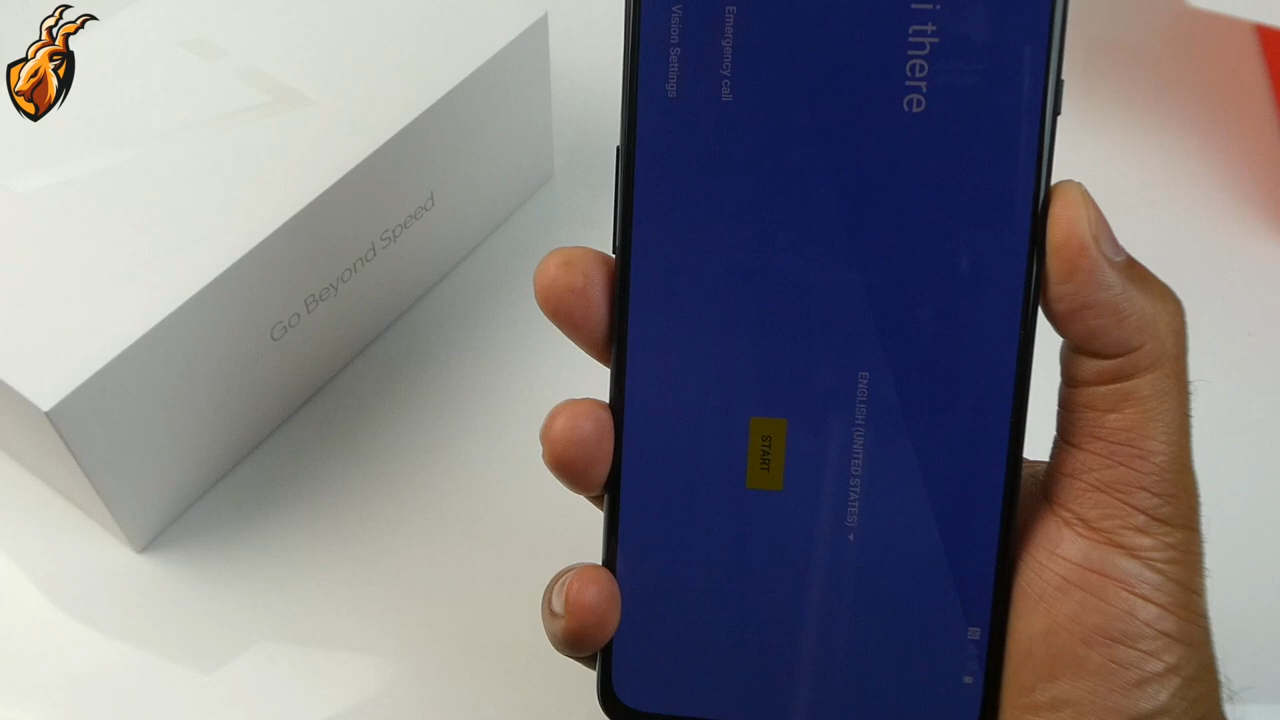 Go Beyond Speed
i there
ENGLISH (UNITED STATES)
START
Emergency call
Vision Settings